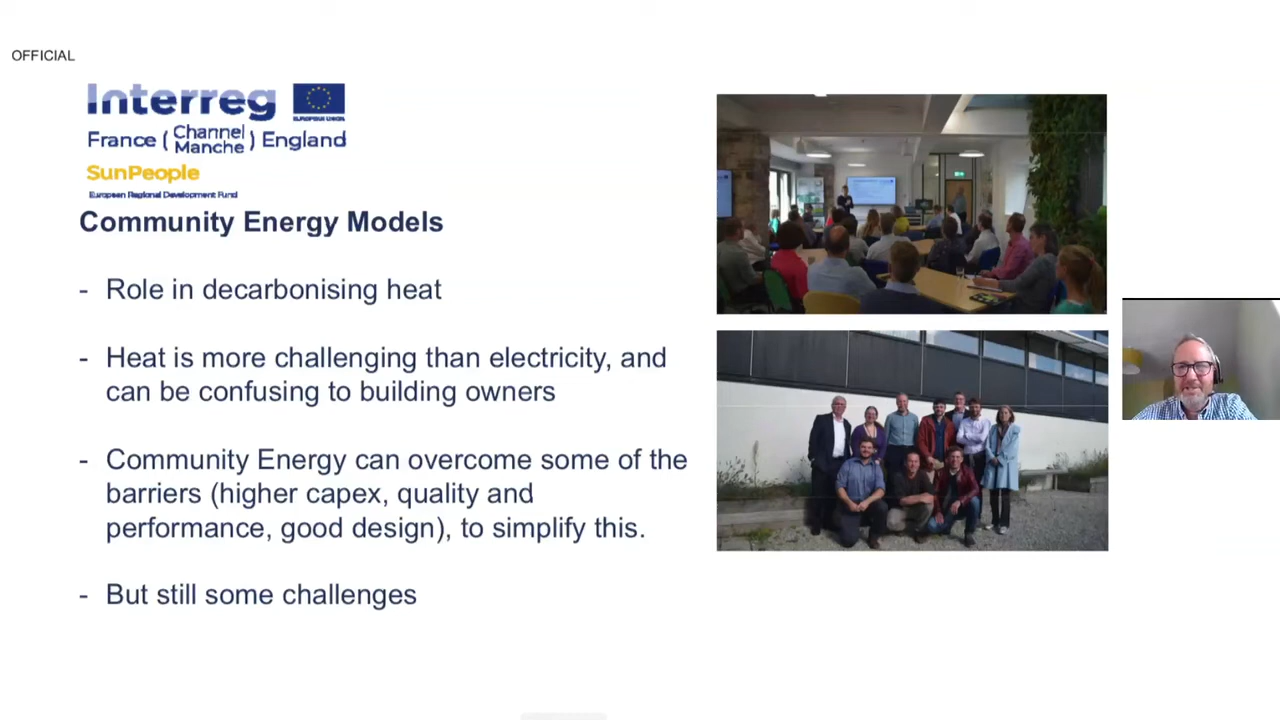 OFFICIAL
Interreg
EUROPEAN UNION
France ( Channel Manche ) England
SunPeople
European Regional Development Fund
Community Energy Models
- Role in decarbonising heat
- Heat is more challenging than electricity, and
can be confusing to building owners
- Community Energy can overcome some of the
barriers (higher capex, quality and
performance, good design), to simplify this.
- But still some challenges